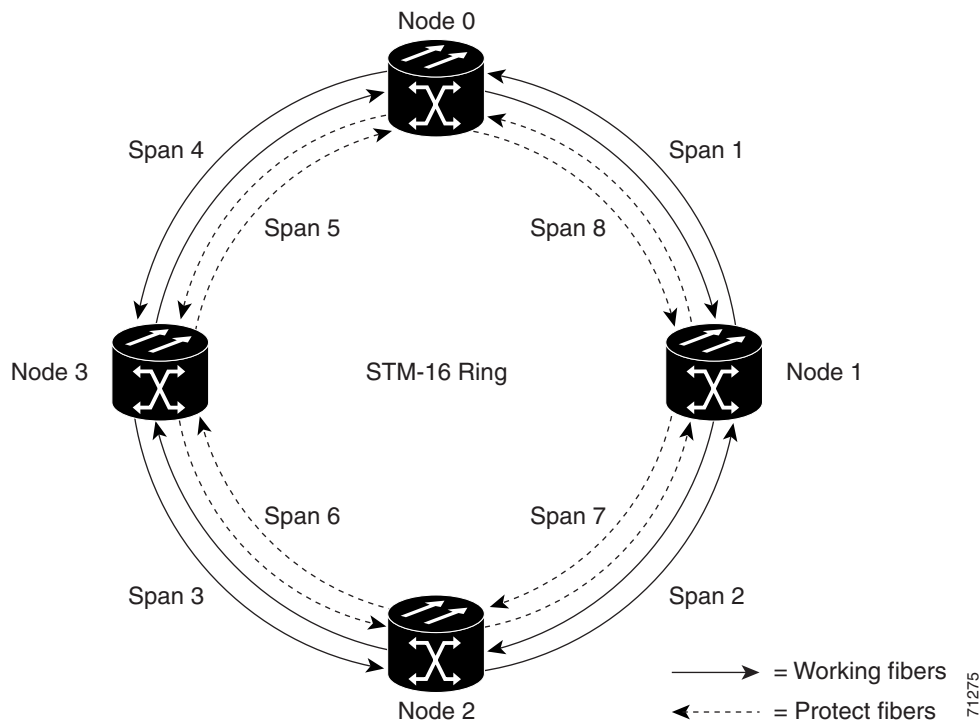 Node 0
Span 4
Span 1
Span 5
Span 8
Node 3
STM-16 Ring
Node 1
Span 6
Span 7
Span 3
Span 2
Node 2
= Working fibers
= Protect fibers
71275